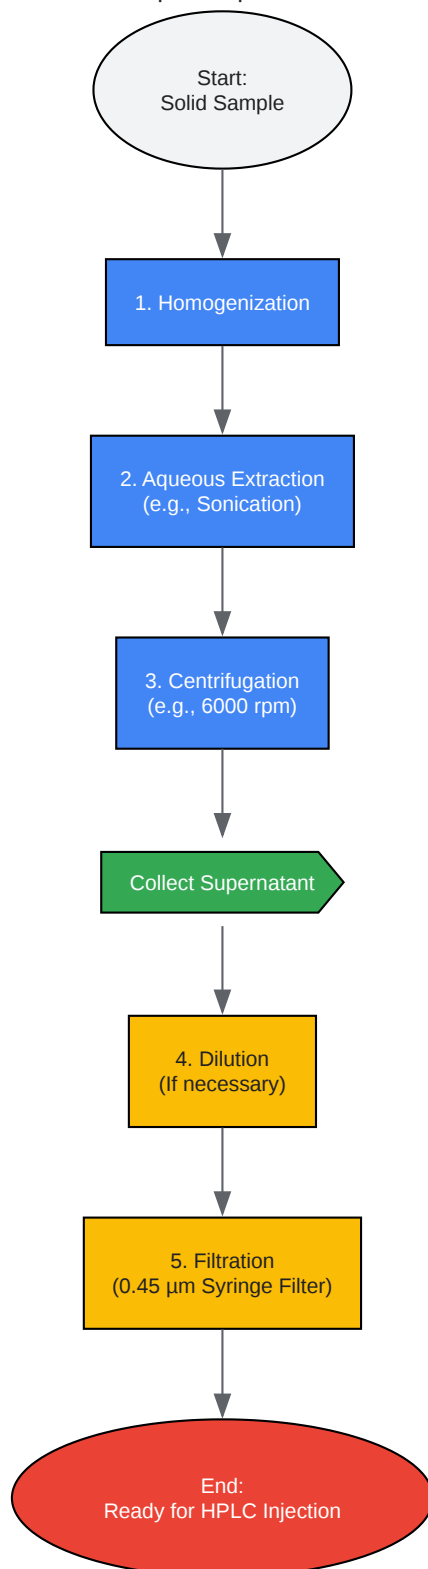 Start:
Solid Sample
1. Homogenization
2. Aqueous Extraction
(e.g., Sonication)
3. Centrifugation
(e.g., 6000 rpm)
Collect Supernatant
4. Dilution
(If necessary)
5. Filtration
(0.45 µm Syringe Filter)
End:
Ready for HPLC Injection